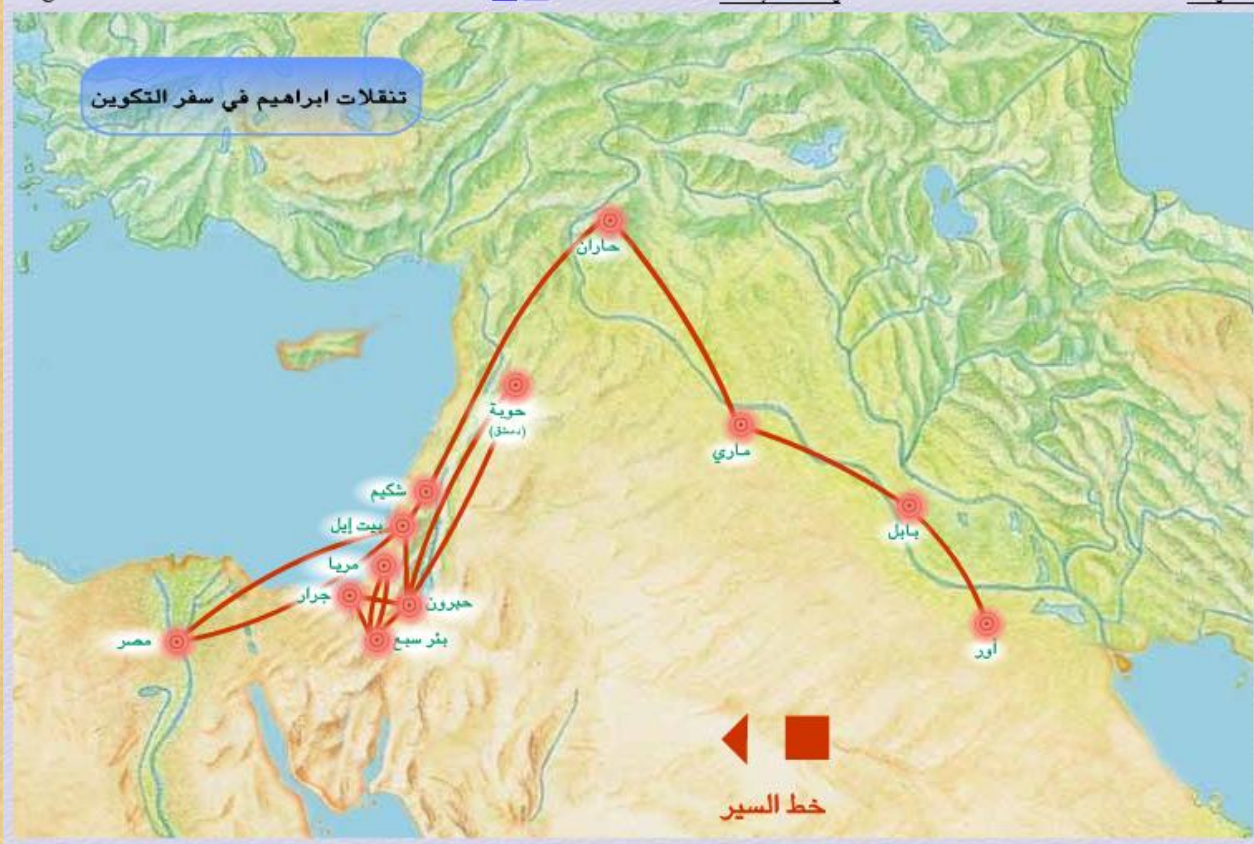 تنقلات ابراهيم في سفر التكوين
حاران
حوبة
(دمشق)
ماري
شكيم
بيت إيل
بابل
مريا
جرار
حبرون
مصر
بئر سبع
أور
خط السير